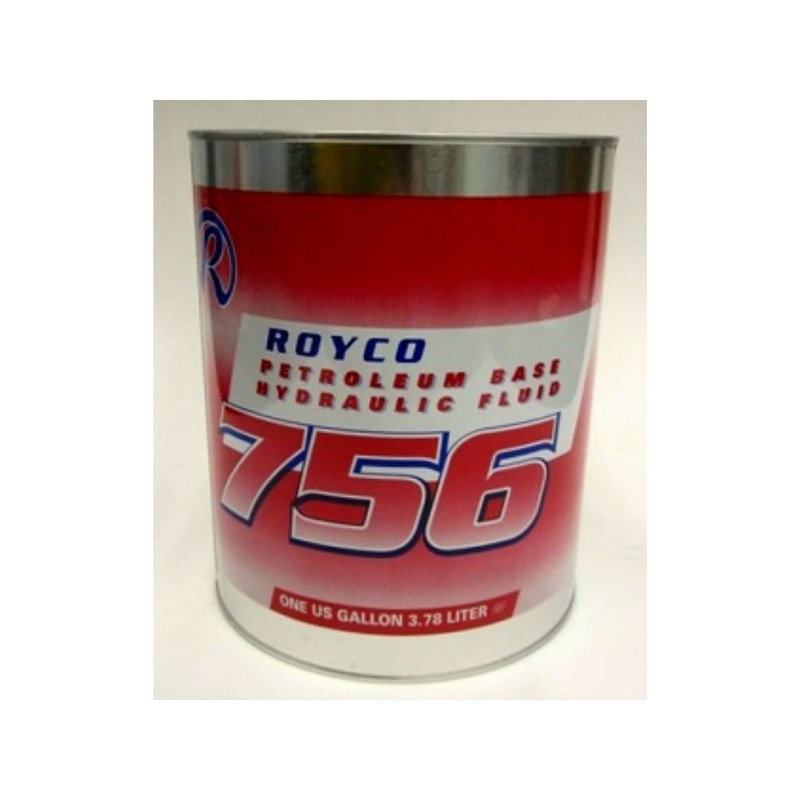 R
ROYCO
PETROLEUM BASE
HYDRAULIC FLUID
756
ONE US GALLON 3.78 LITER